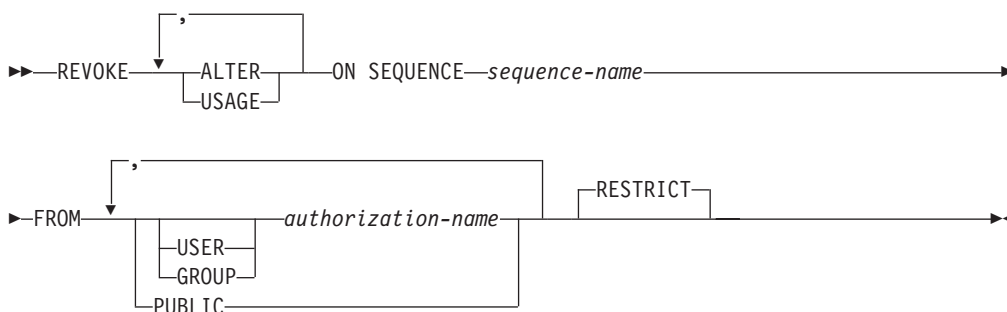 ,
REVOKE ALTER ON SEQUENCE sequence-name
USAGE
,
RESTRICT
FROM authorization-name
USER
GROUP
PUBLIC